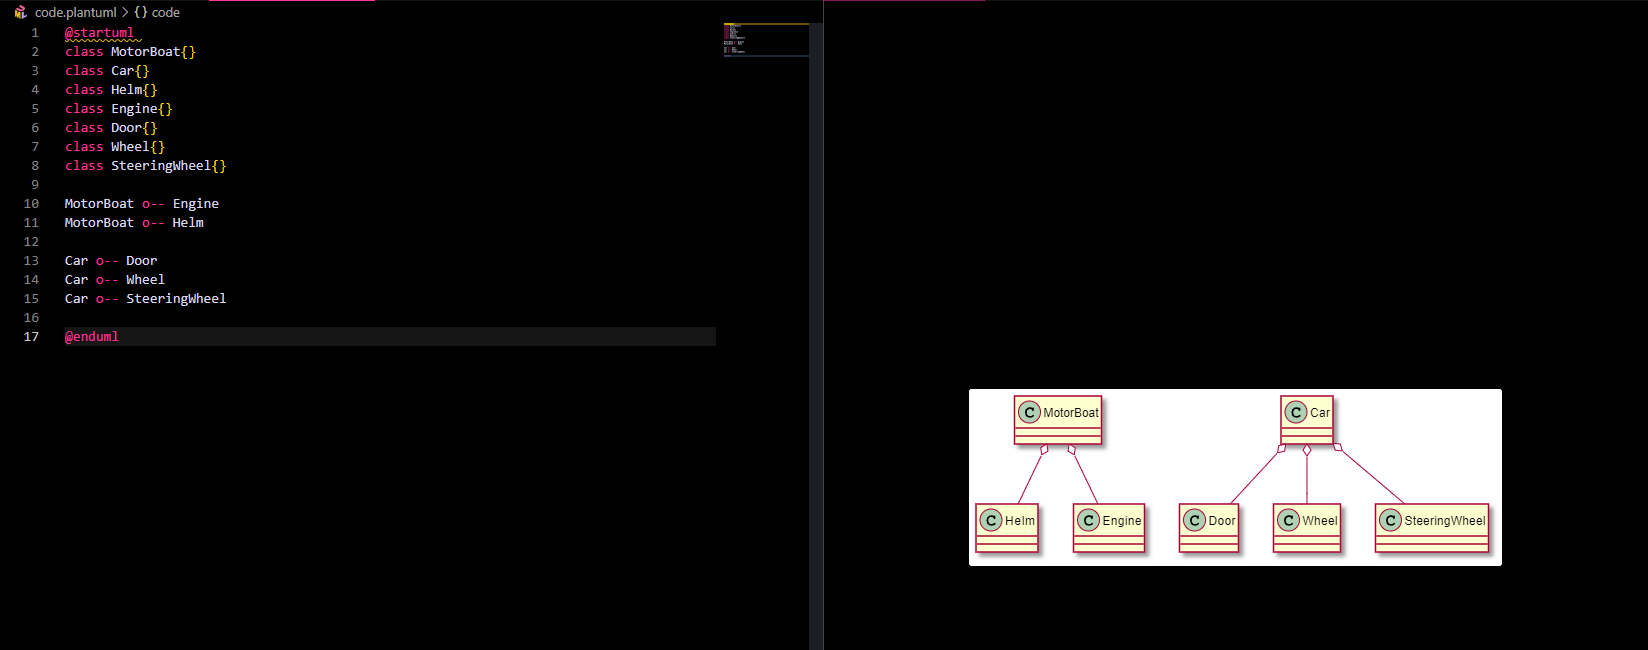 code.plantuml > {} code
1 @startuml
2 class MotorBoat{}
3 class Car{}
4 class Helm{}
5 class Engine{}
6 class Door{}
7 class Wheel{}
8 class SteeringWheel{}
9
10 MotorBoat o-- Engine
11 MotorBoat o-- Helm
12
13 Car o-- Door
14 Car o-- Wheel
15 Car o-- SteeringWheel
16
17 @enduml
C MotorBoat
C Car
C Helm
C Engine
C Door
C Wheel
C SteeringWheel